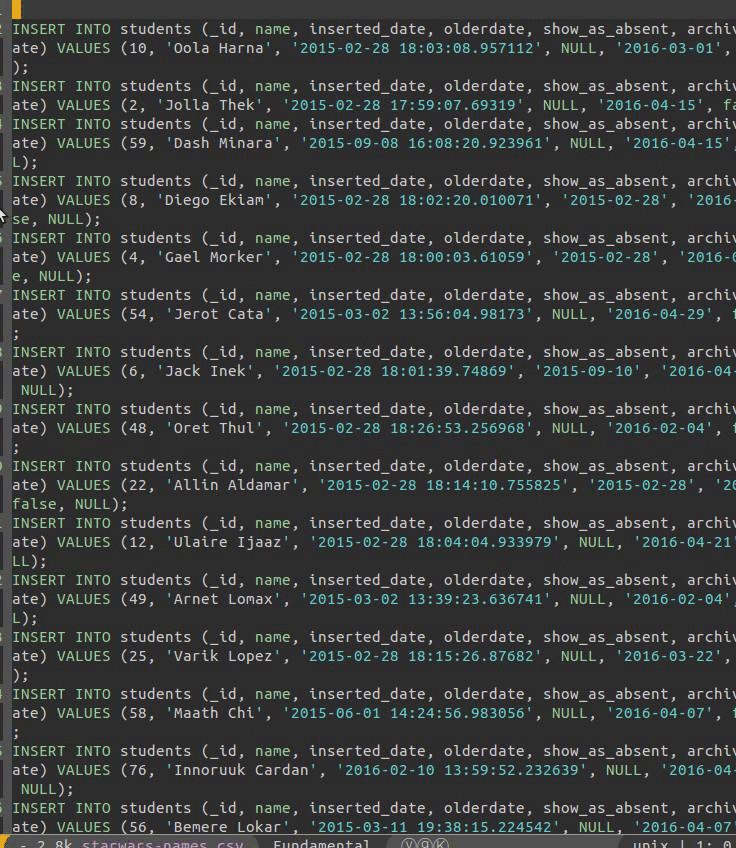 INSERT INTO students (_id, name, inserted_date, olderdate, show_as_absent, archiv
ate) VALUES (10, 'Oola Harna', '2015-02-28 18:03:08.957112', NULL, '2016-03-01',
);
INSERT INTO students (_id, name, inserted_date, olderdate, show_as_absent, archiv
ate) VALUES (2, 'Jolla Thek', '2015-02-28 17:59:07.69319', NULL, '2016-04-15', fa
INSERT INTO students (_id, name, inserted_date, olderdate, show_as_absent, archiv
ate) VALUES (59, 'Dash Minara', '2015-09-08 16:08:20.923961', NULL, '2016-04-15',
L);
INSERT INTO students (_id, name, inserted_date, olderdate, show_as_absent, archiv
ate) VALUES (8, 'Diego Ekiam', '2015-02-28 18:02:20.010071', '2015-02-28', '2016-
se, NULL);
INSERT INTO students (_id, name, inserted_date, olderdate, show_as_absent, archiv
ate) VALUES (4, 'Gael Morker', '2015-02-28 18:00:03.61059', '2015-02-28', '2016-0
e, NULL);
INSERT INTO students (_id, name, inserted_date, olderdate, show_as_absent, archiv
ate) VALUES (54, 'Jerot Cata', '2015-03-02 13:56:04.98173', NULL, '2016-04-29', f
;
INSERT INTO students (_id, name, inserted_date, olderdate, show_as_absent, archiv
ate) VALUES (6, 'Jack Inek', '2015-02-28 18:01:39.74869', '2015-09-10', '2016-04-
NULL);
INSERT INTO students (_id, name, inserted_date, olderdate, show_as_absent, archiv
ate) VALUES (48, 'Oret Thul', '2015-02-28 18:26:53.256968', NULL, '2016-02-04', f
;
INSERT INTO students (_id, name, inserted_date, olderdate, show_as_absent, archiv
ate) VALUES (22, 'Allin Aldamar', '2015-02-28 18:14:10.755825', '2015-02-28', '20
false, NULL);
INSERT INTO students (_id, name, inserted_date, olderdate, show_as_absent, archiv
ate) VALUES (12, 'Ulaire Ijaaz', '2015-02-28 18:04:04.933979', NULL, '2016-04-21'
LL);
INSERT INTO students (_id, name, inserted_date, olderdate, show_as_absent, archiv
ate) VALUES (49, 'Arnet Lomax', '2015-03-02 13:39:23.636741', NULL, '2016-02-04',
L);
INSERT INTO students (_id, name, inserted_date, olderdate, show_as_absent, archiv
ate) VALUES (25, 'Varik Lopez', '2015-02-28 18:15:26.87682', NULL, '2016-03-22',
);
INSERT INTO students (_id, name, inserted_date, olderdate, show_as_absent, archiv
ate) VALUES (58, 'Maath Chi', '2015-06-01 14:24:56.983056', NULL, '2016-04-07', f
;
INSERT INTO students (_id, name, inserted_date, olderdate, show_as_absent, archiv
ate) VALUES (76, 'Innoruuk Cardan', '2016-02-10 13:59:52.232639', NULL, '2016-04-
NULL);
INSERT INTO students (_id, name, inserted_date, olderdate, show_as_absent, archiv
ate) VALUES (56, 'Bemere Lokar', '2015-03-11 19:38:15.224542', NULL, '2016-04-07'
- 2.8k starwars-names.csv Fundamental ⓨⓐⓀ unix | 1: 0